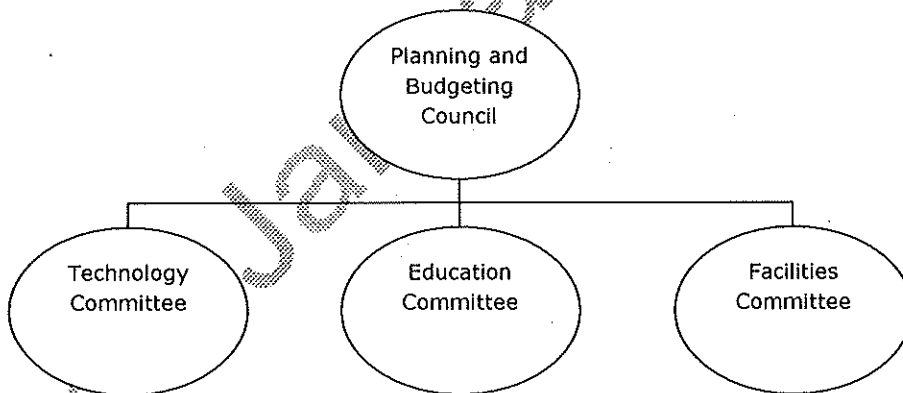 Planning and
Budgeting
Council
Technology
Committee
Education
Committee
Facilities
Committee